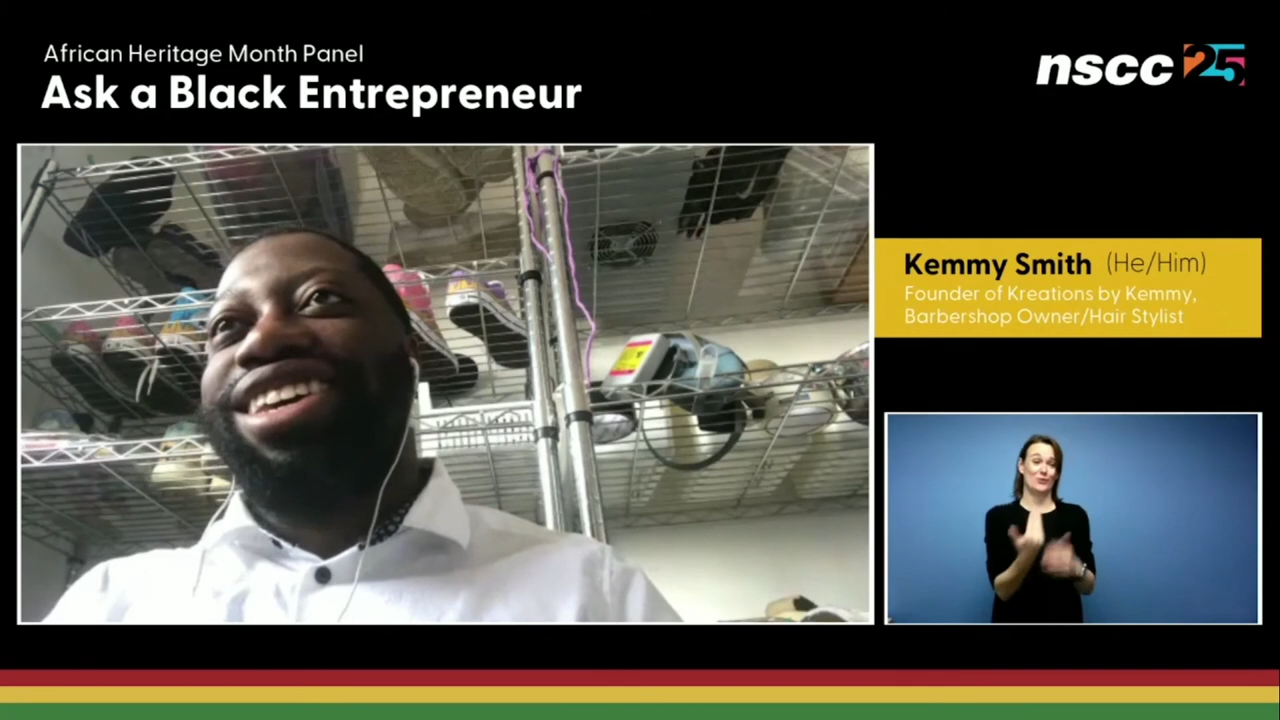 African Heritage Month Panel
Ask a Black Entrepreneur
nscc 25
Kemmy Smith (He/Him)
Founder of Kreations by Kemmy,
Barbershop Owner/Hair Stylist